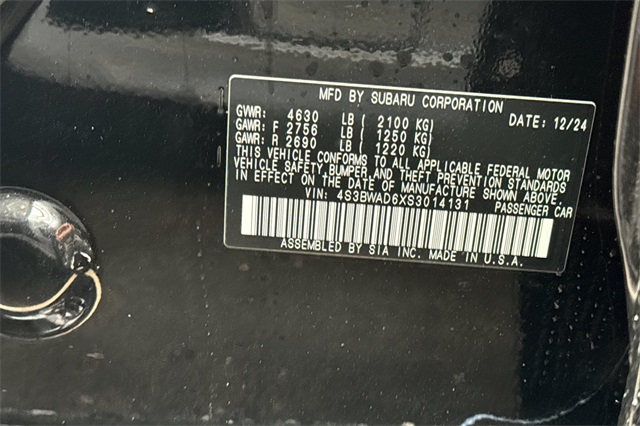 MFD BY SUBARU CORPORATION
GVWR: 4630 LB ( 2100 KG) DATE: 12/24
GAWR: F 2756 LB ( 1250 KG)
GAWR: R 2690 LB ( 1220 KG)
THIS VEHICLE CONFORMS TO ALL APPLICABLE FEDERAL MOTOR
VEHICLE SAFETY, BUMPER, AND THEFT PREVENTION STANDARDS
IN EFFECT ON THE DATE OF MANUFACTURE SHOWN ABOVE.
VIN: 4S3BWAD6XS3014131 PASSENGER CAR
ASSEMBLED BY SIA INC. MADE IN U.S.A.